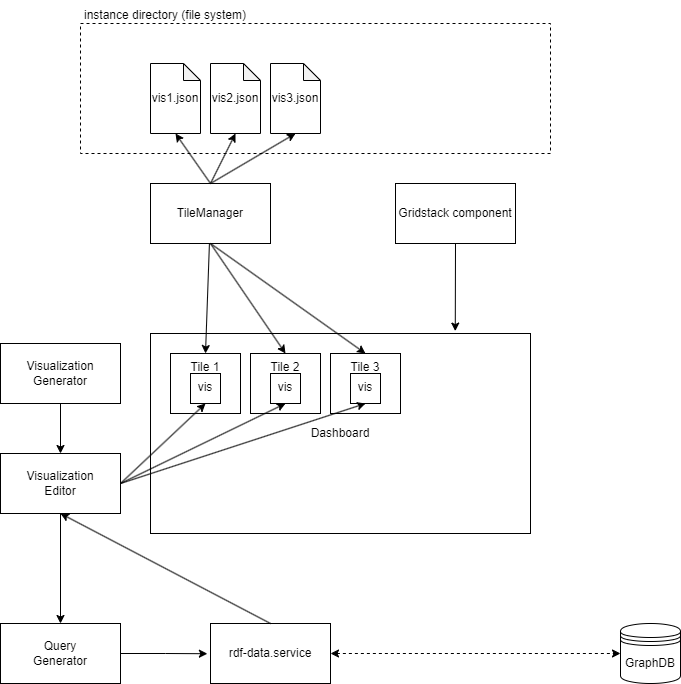 instance directory (file system)
vis1.json
vis2.json
vis3.json
TileManager
Gridstack component
Visualization
Generator
Tile 1
Tile 2
Tile 3
vis
vis
vis
Dashboard
Visualization
Editor
Query
Generator
rdf-data.service
GraphDB